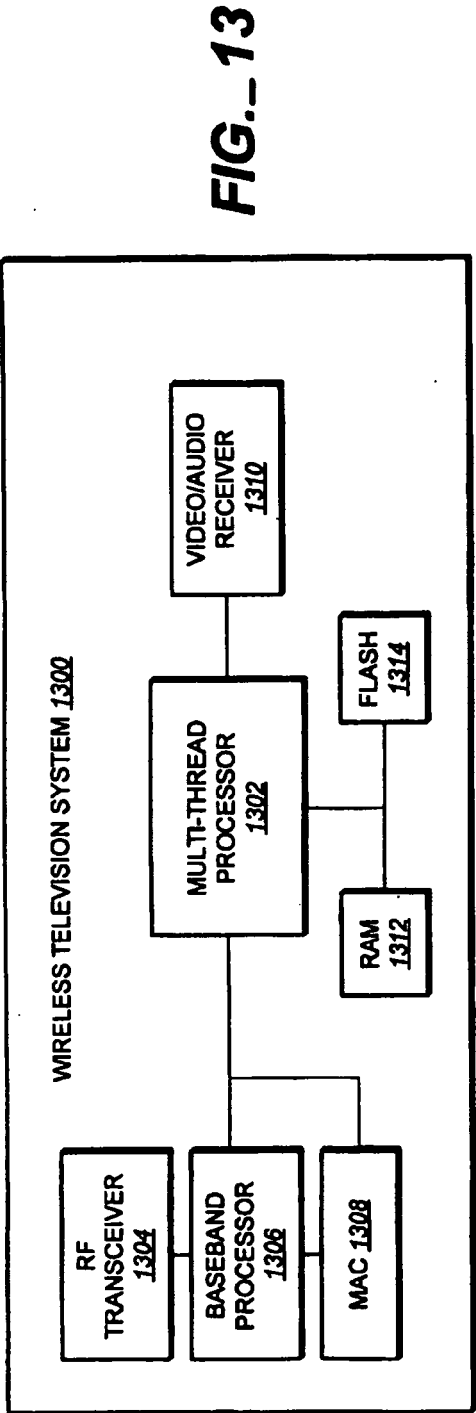 WIRELESS TELEVISION SYSTEM 1300
RF
TRANSCEIVER
1304
BASEBAND
PROCESSOR
1306
MAC 1308
MULTI-THREAD
PROCESSOR
1302
VIDEO/AUDIO
RECEIVER
1310
RAM
1312
FLASH
1314
FIG._13